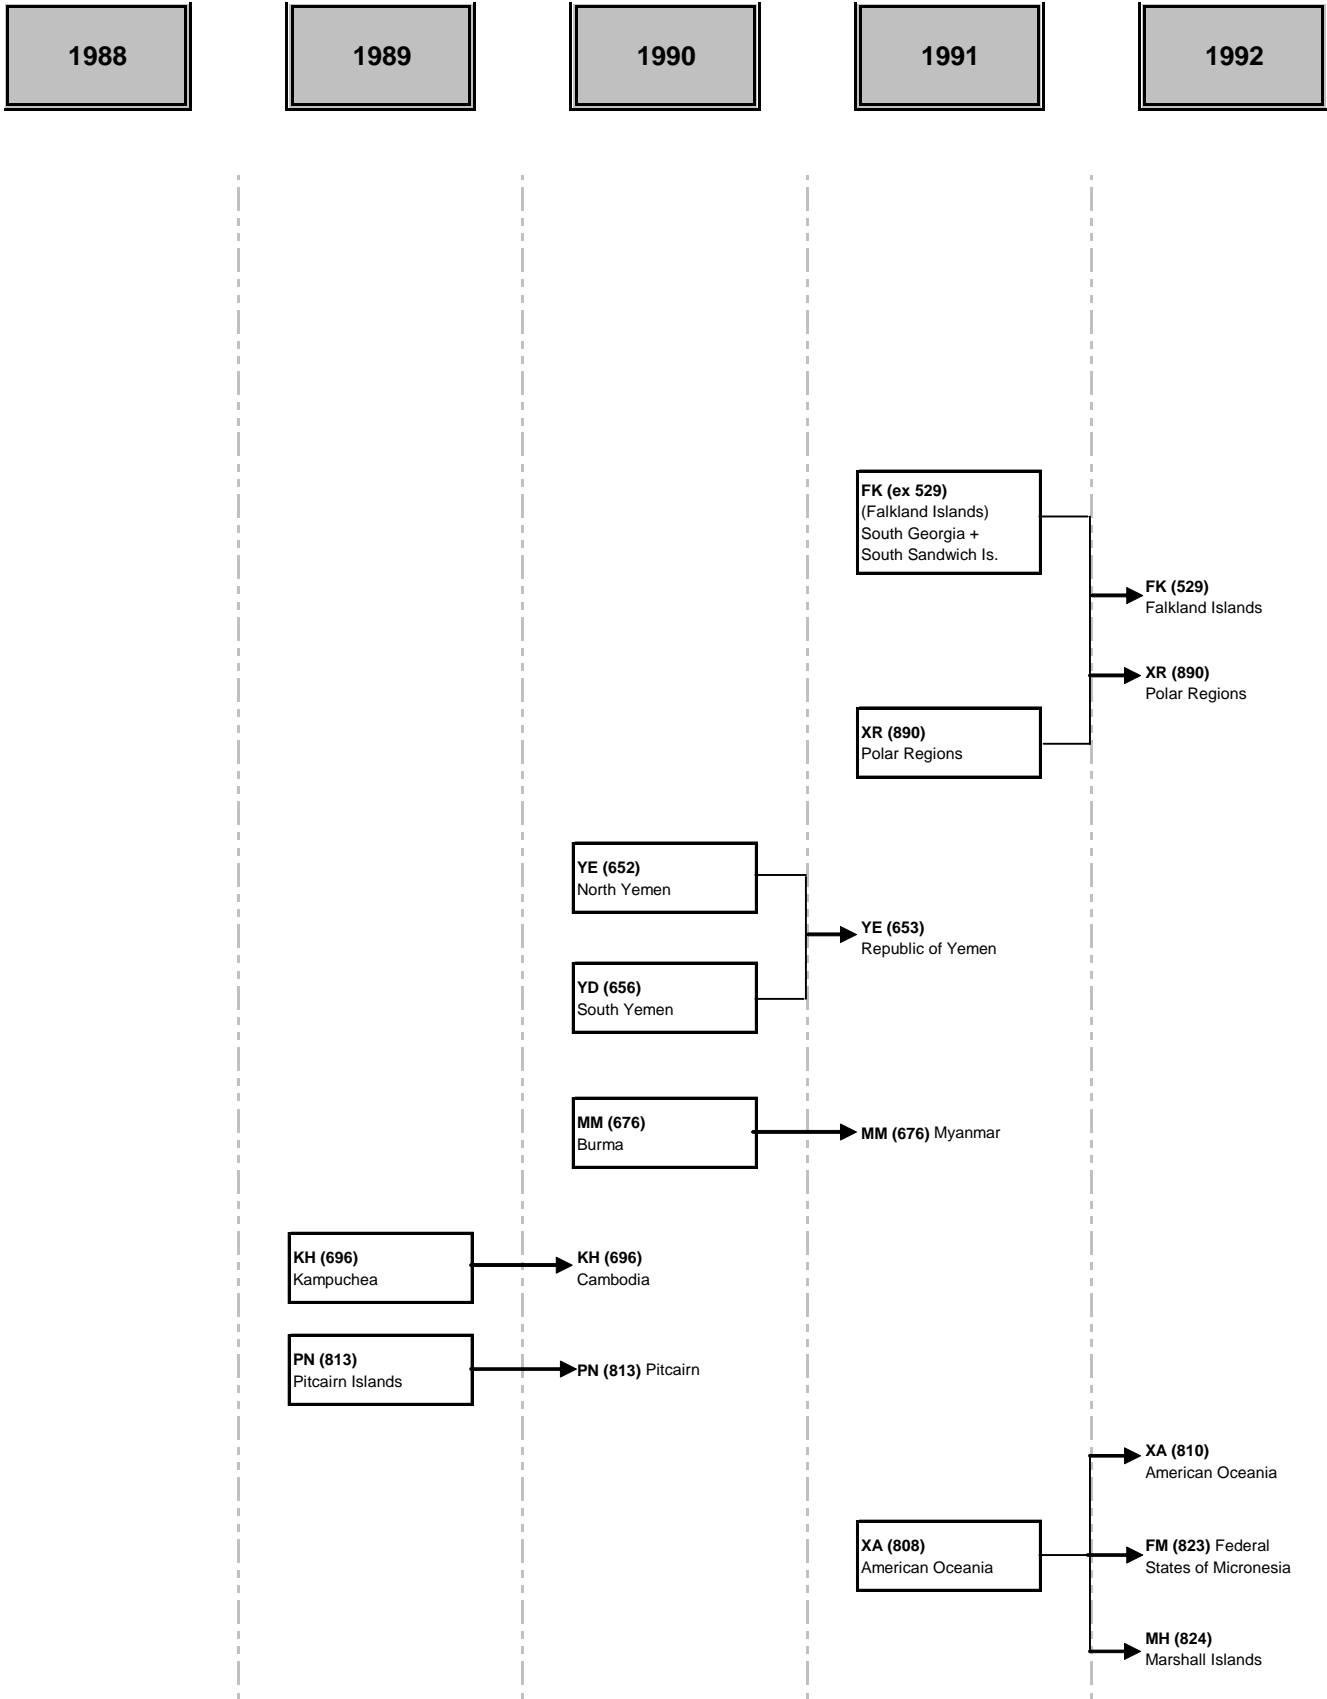 1988
1989
1990
1991
1992
FK (ex 529)
(Falkland Islands)
South Georgia +
South Sandwich Is.
FK (529)
Falkland Islands
XR (890)
Polar Regions
XR (890)
Polar Regions
YE (652)
North Yemen
YE (653)
Republic of Yemen
YD (656)
South Yemen
MM (676)
Burma
MM (676) Myanmar
KH (696)
Kampuchea
KH (696)
Cambodia
PN (813)
Pitcairn Islands
PN (813) Pitcairn
XA (810)
American Oceania
XA (808)
American Oceania
FM (823) Federal
States of Micronesia
MH (824)
Marshall Islands